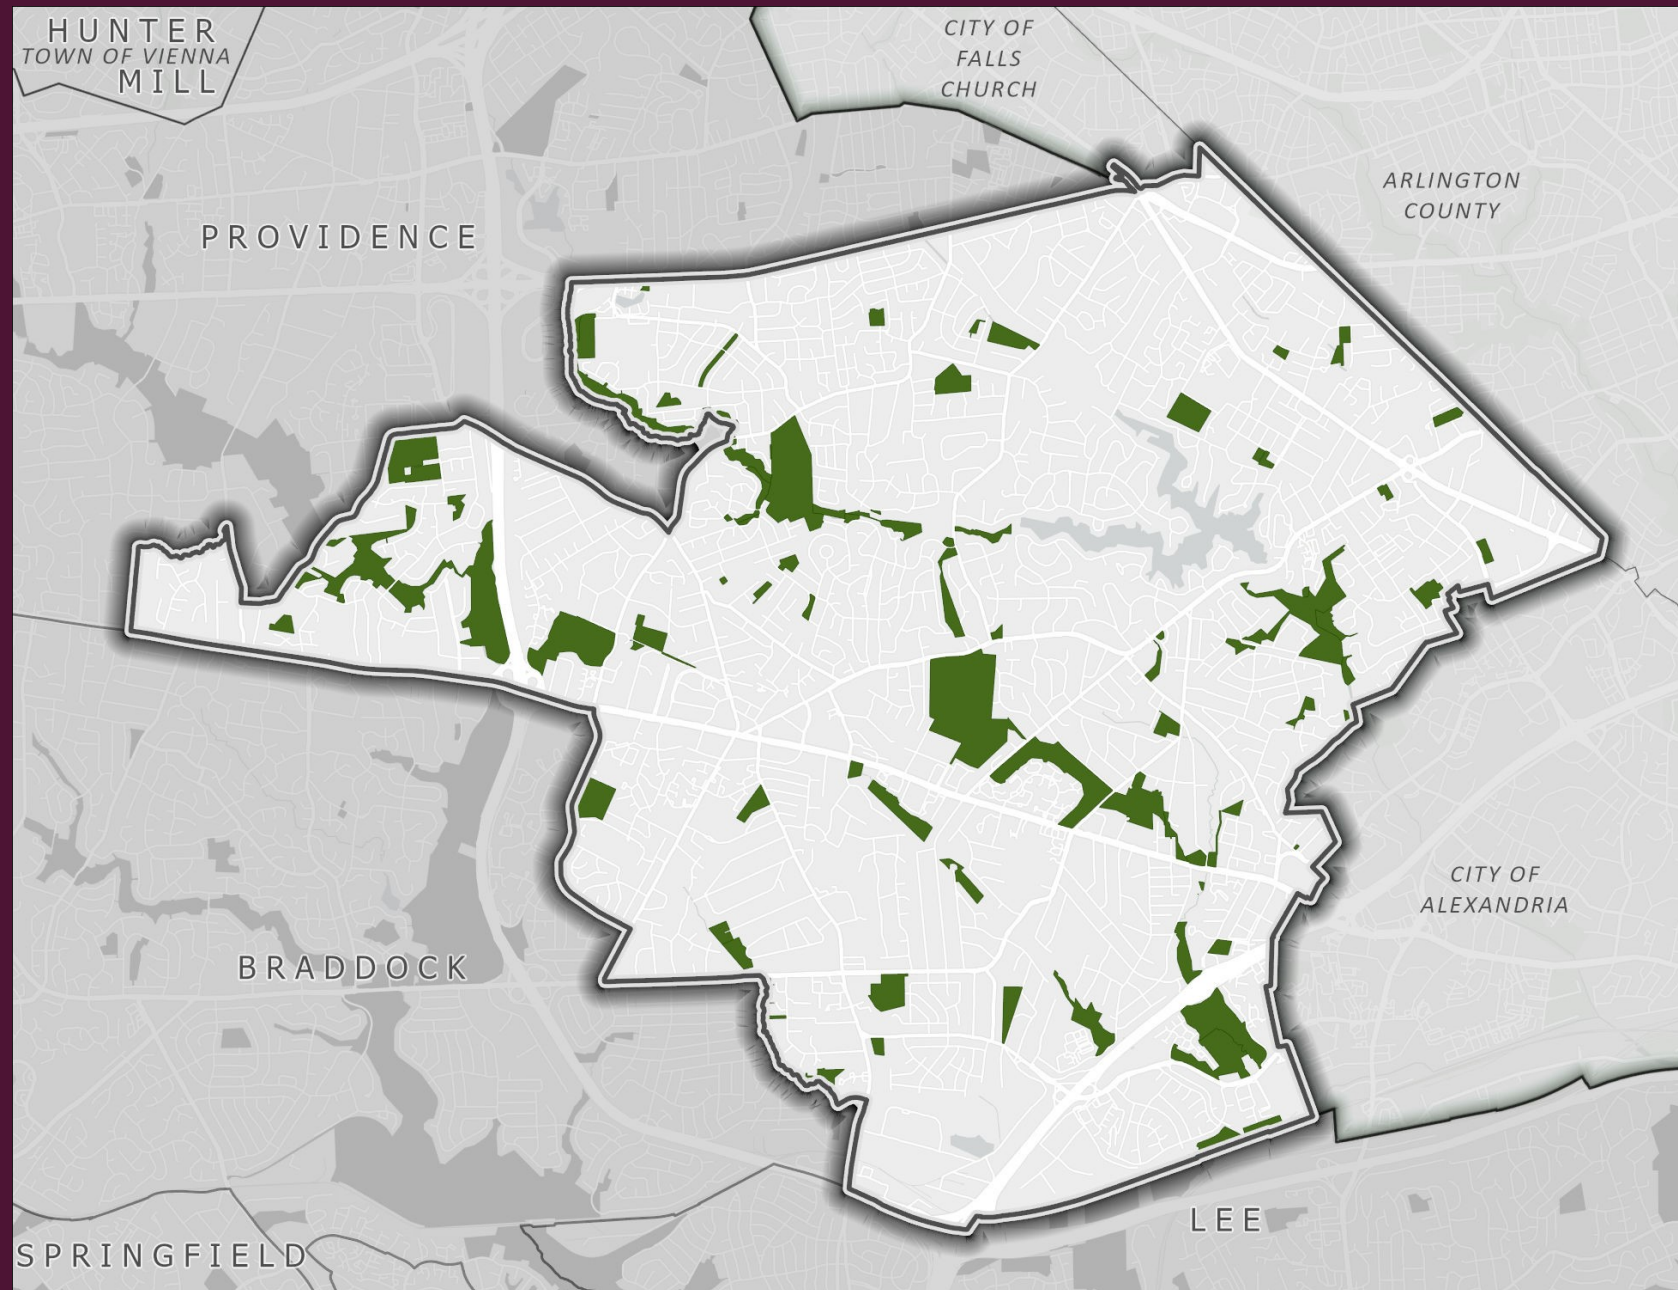 HUNTER
TOWN OF VIENNA
MILL
CITY OF
FALLS
CHURCH
ARLINGTON
COUNTY
PROVIDENCE
CITY OF
ALEXANDRIA
BRADDOCK
LEE
SPRINGFIELD